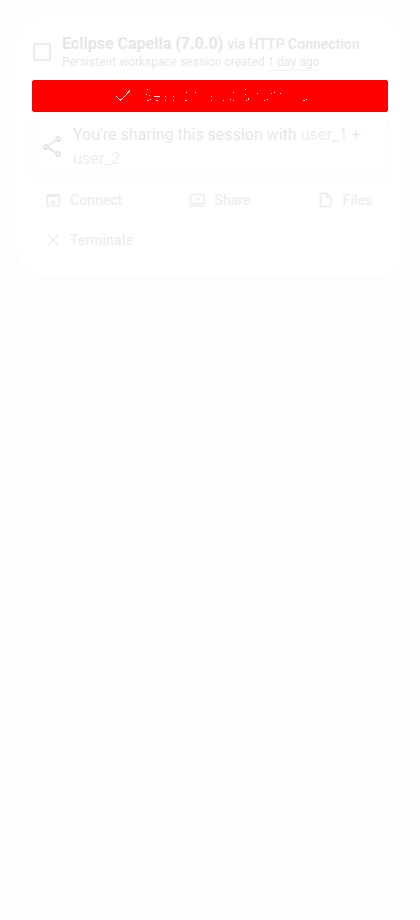 Eclipse Capella (7.0.0) via HTTP Connection
Persistent workspace session created 1 day ago
You're sharing this session with user_1 +
user_2
Connect
Share
Files
Terminate